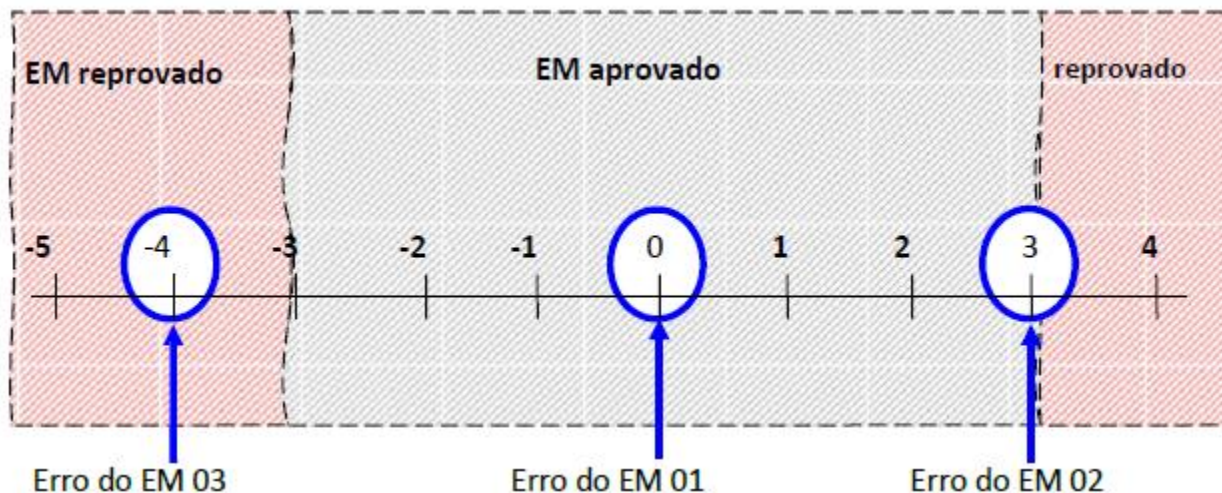 EM reprovado EM aprovado reprovado
-5 -4 -3 -2 -1 0 1 2 3 4
Erro do EM 03 Erro do EM 01 Erro do EM 02